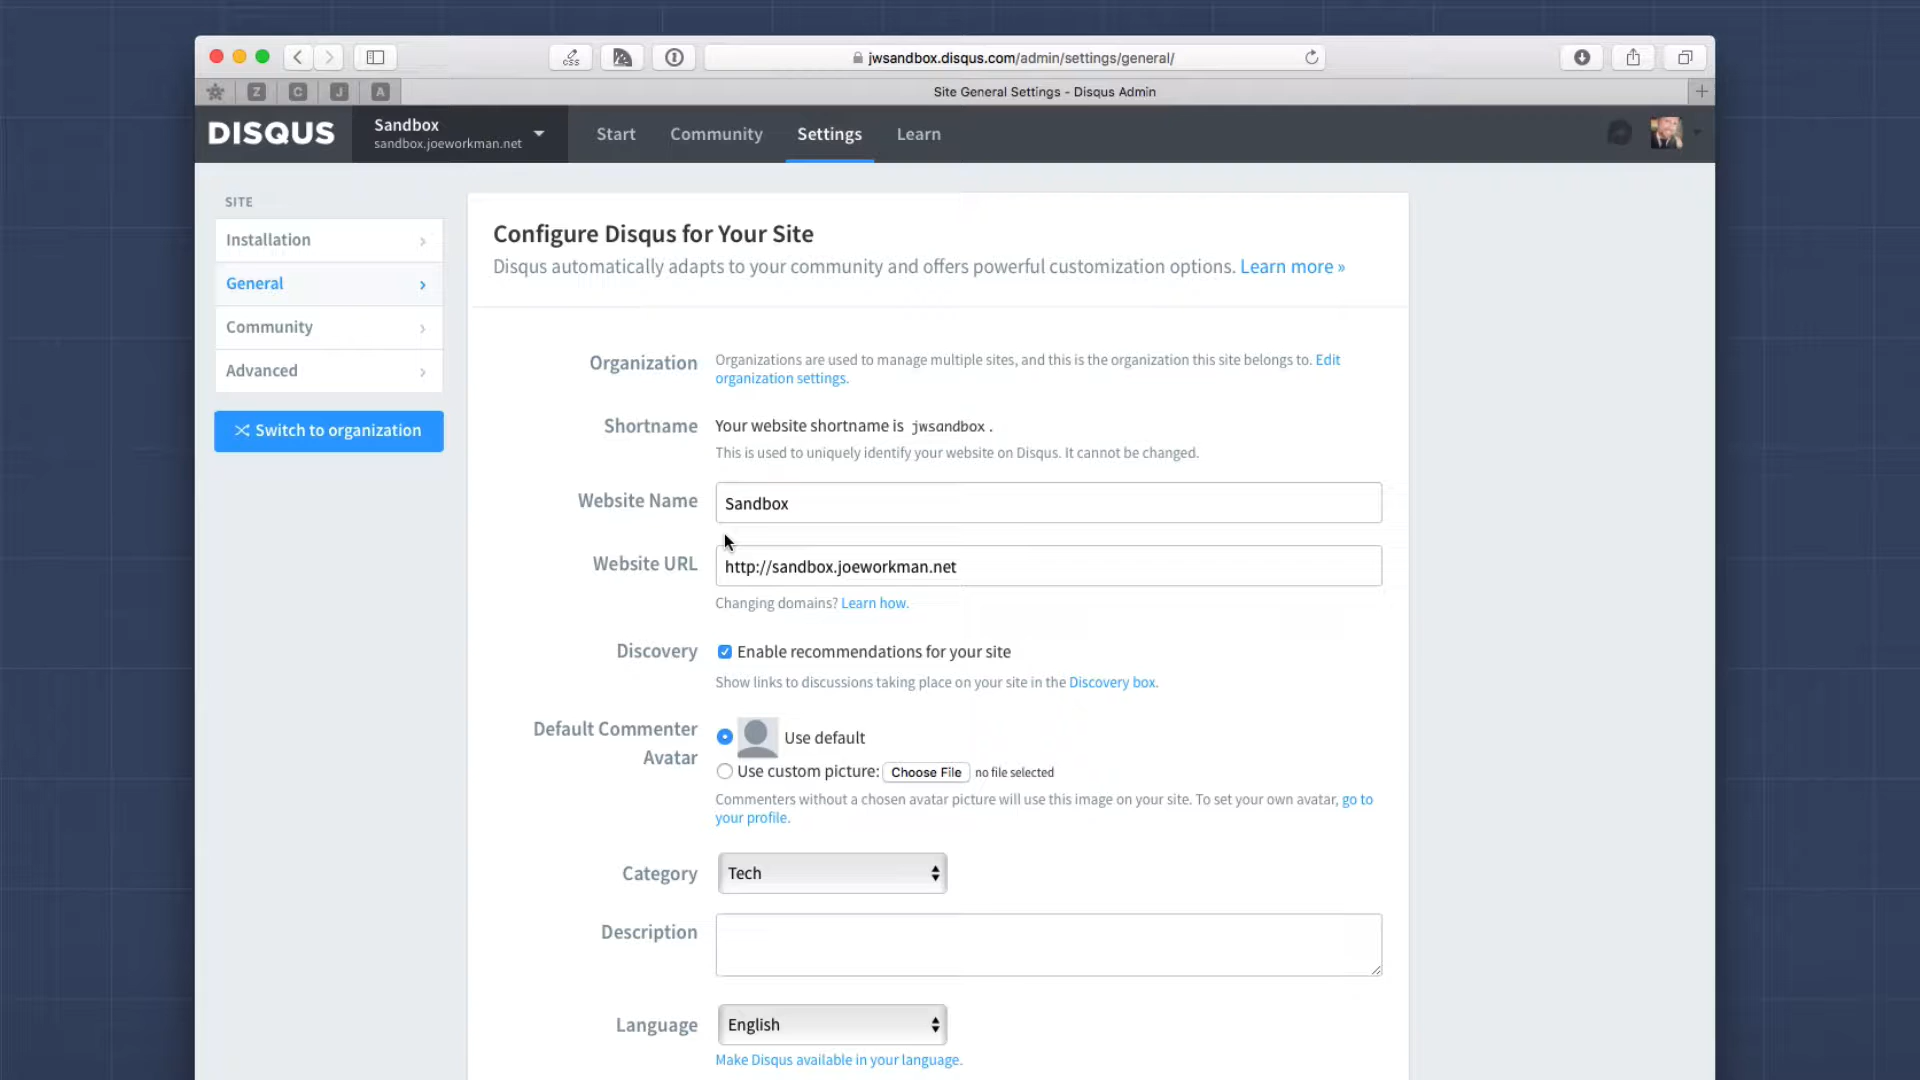 css
jwsandbox.disqus.com/admin/settings/general/
Z
C
J
A
Site General Settings - Disqus Admin
DISQUS
Sandbox
sandbox.joeworkman.net
Start
Community
Settings
Learn
SITE
Installation
General
Community
Advanced
Switch to organization
Configure Disqus for Your Site
Disqus automatically adapts to your community and offers powerful customization options. Learn more »
Organization
Organizations are used to manage multiple sites, and this is the organization this site belongs to. Edit
organization settings.
Shortname
Your website shortname is jwsandbox.
This is used to uniquely identify your website on Disqus. It cannot be changed.
Website Name
Sandbox
Website URL
http://sandbox.joeworkman.net
Changing domains? Learn how.
Discovery
Enable recommendations for your site
Show links to discussions taking place on your site in the Discovery box.
Default Commenter
Avatar
Use default
Use custom picture: Choose File no file selected
Commenters without a chosen avatar picture will use this image on your site. To set your own avatar, go to
your profile.
Category
Tech
Description
Language
English
Make Disqus available in your language.